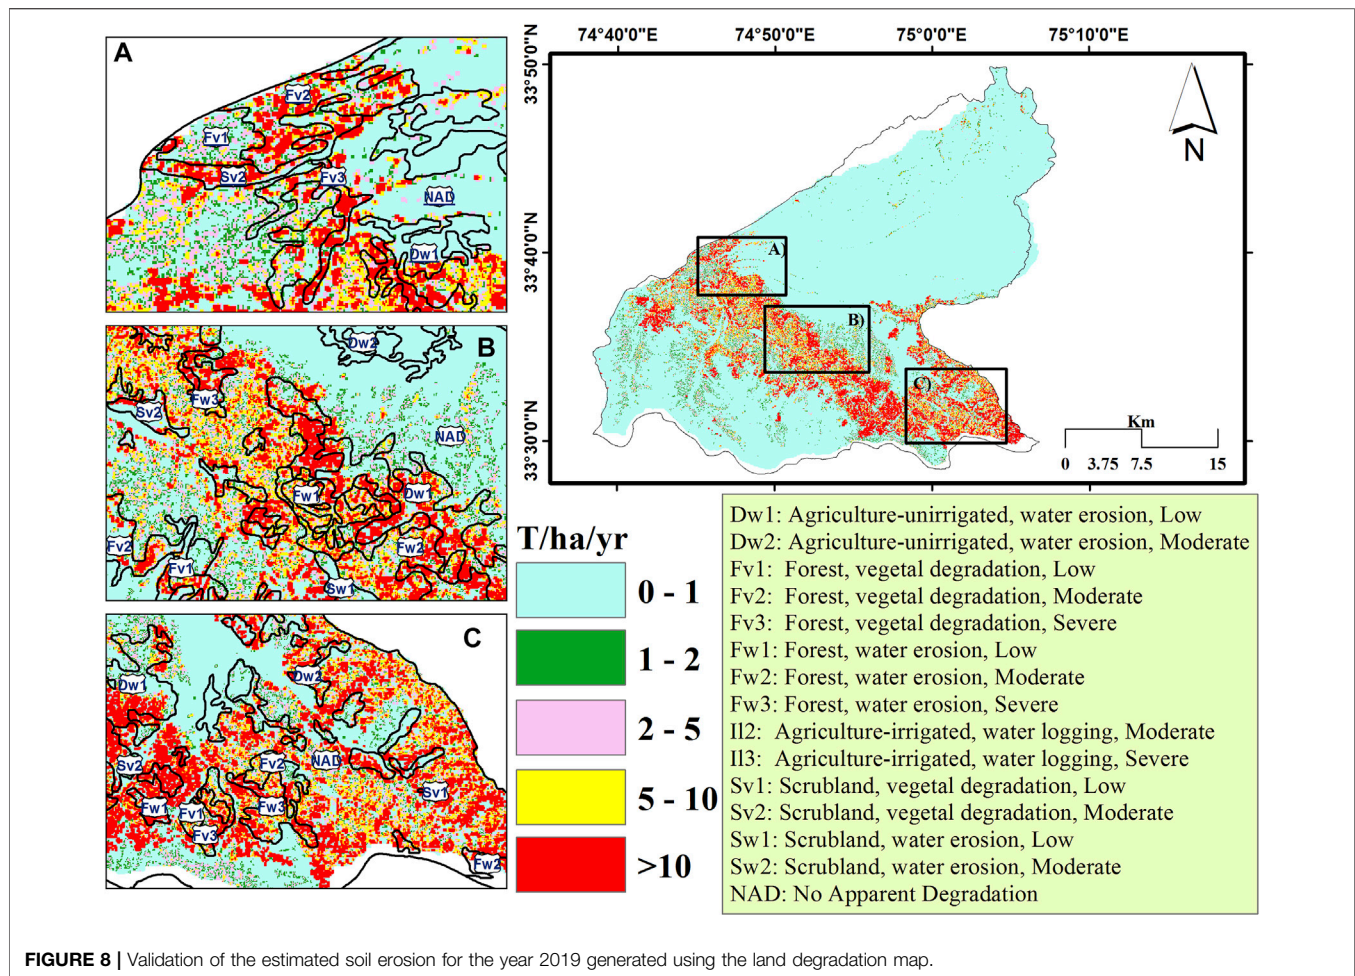 A
Fv2
Fv1
Sv2
Fv3
NAD
Dw1
B
Dw2
Fw3
Sv2
NAD
Dw1
Fw1
Fv2
Fw2
Fv1
Sw1
C
Dw1
Dw2
Sv2
Fv2
NAD
Sv1
Fw1
Fv1
Fw3
Fv3
Fw2
74°40'0"E 74°50'0"E 75°0'0"E 75°10'0"E
33°50'0"N
33°40'0"N
33°30'0"N
N
A)
B)
C)
Km
0 3.75 7.5 15
T/ha/yr
0 - 1
1 - 2
2 - 5
5 - 10
>10
Dw1: Agriculture-unirrigated, water erosion, Low
Dw2: Agriculture-unirrigated, water erosion, Moderate
Fv1: Forest, vegetal degradation, Low
Fv2: Forest, vegetal degradation, Moderate
Fv3: Forest, vegetal degradation, Severe
Fw1: Forest, water erosion, Low
Fw2: Forest, water erosion, Moderate
Fw3: Forest, water erosion, Severe
Il2: Agriculture-irrigated, water logging, Moderate
Il3: Agriculture-irrigated, water logging, Severe
Sv1: Scrubland, vegetal degradation, Low
Sv2: Scrubland, vegetal degradation, Moderate
Sw1: Scrubland, water erosion, Low
Sw2: Scrubland, water erosion, Moderate
NAD: No Apparent Degradation
FIGURE 8 | Validation of the estimated soil erosion for the year 2019 generated using the land degradation map.